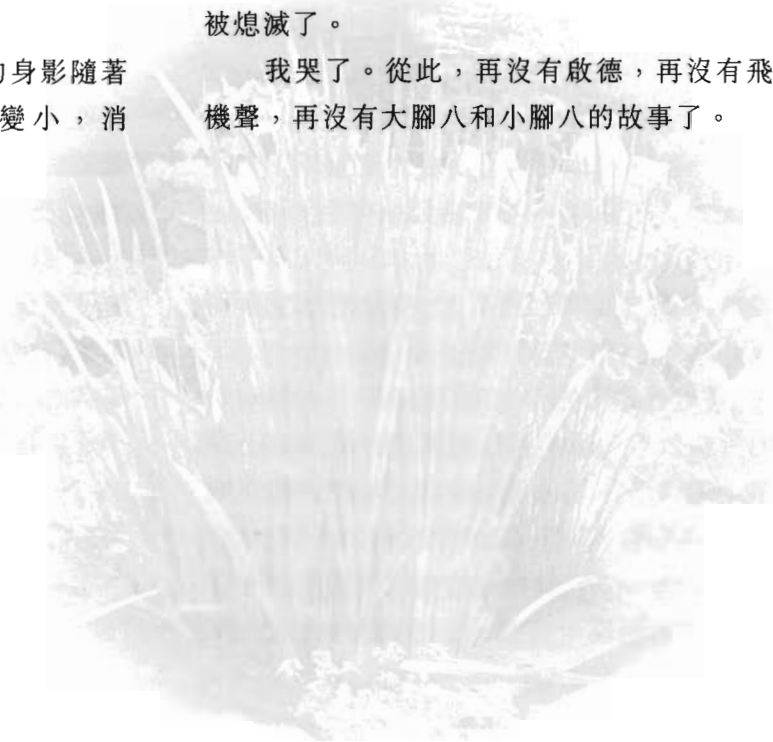 身影隨著
變小，消
被熄滅了。
我哭了。從此，再沒有啟德，再沒有飛
機聲，再沒有大腳八和小腳八的故事了。